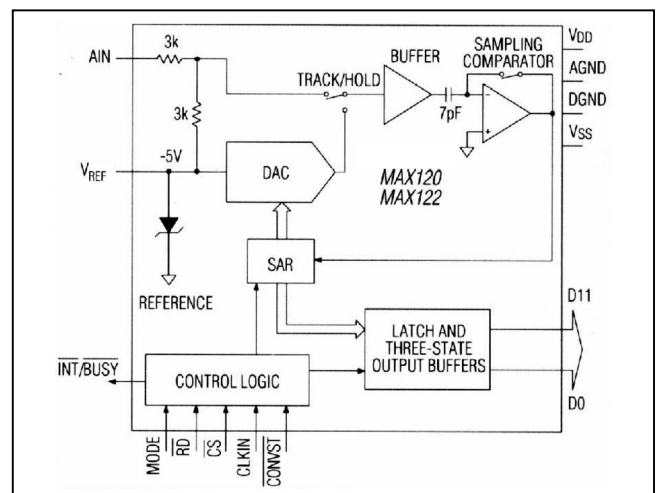 AIN
3k
3k
BUFFER
SAMPLING
COMPARATOR
VDD
AGND
DGND
VSS
TRACK/HOLD
7pF
−
+
-5V
VREF
DAC
MAX120
MAX122
SAR
REFERENCE
D11
LATCH AND
THREE-STATE
OUTPUT BUFFERS
D0
INT/BUSY
CONTROL LOGIC
MODE
RD
CS
CLKIN
CONVST